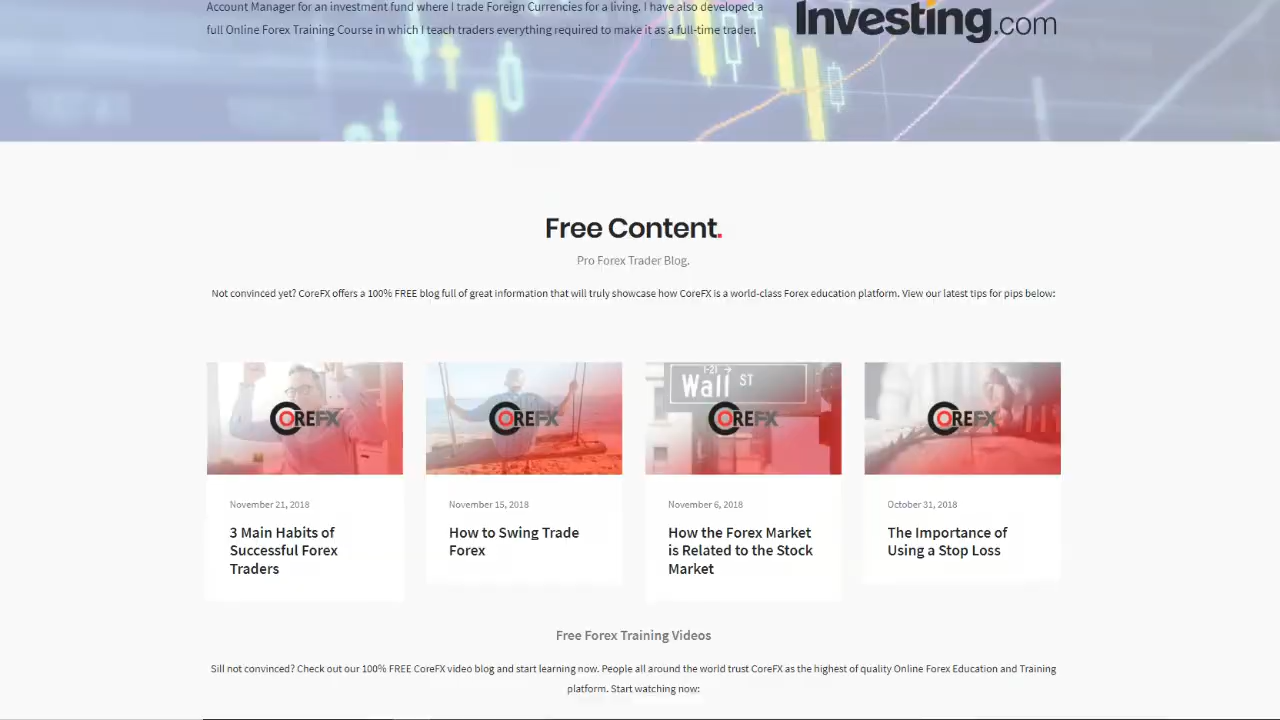 Account Manager for an investment fund where I trade Foreign Currencies for a living. I have also developed a
full Online Forex Training Course in which I teach traders everything required to make it as a full-time trader.
Investing.com
Free Content.
Pro Forex Trader Blog.
Not convinced yet? CoreFX offers a 100% FREE blog full of great information that will truly showcase how CoreFX is a world-class Forex education platform. View our latest tips for pips below:
COREFX
COREFX
1-21
Wall ST
COREFX
COREFX
November 21, 2018
3 Main Habits of
Successful Forex
Traders
November 15, 2018
How to Swing Trade
Forex
November 6, 2018
How the Forex Market
is Related to the Stock
Market
October 31, 2018
The Importance of
Using a Stop Loss
Free Forex Training Videos
Sill not convinced? Check out our 100% FREE CoreFX video blog and start learning now. People all around the world trust CoreFX as the highest of quality Online Forex Education and Training
platform. Start watching now: